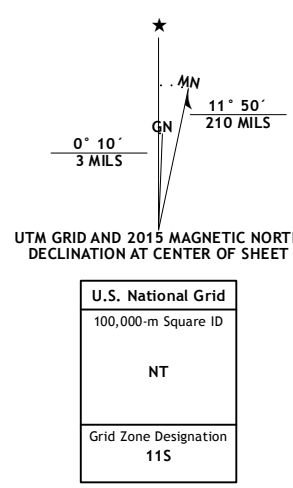 ★
MN
GN
11° 50´
210 MILS
0° 10´
3 MILS
UTM GRID AND 2015 MAGNETIC NORT
DECLINATION AT CENTER OF SHEET
U.S. National Grid
100,000-m Square ID
NT
Grid Zone Designation
11S